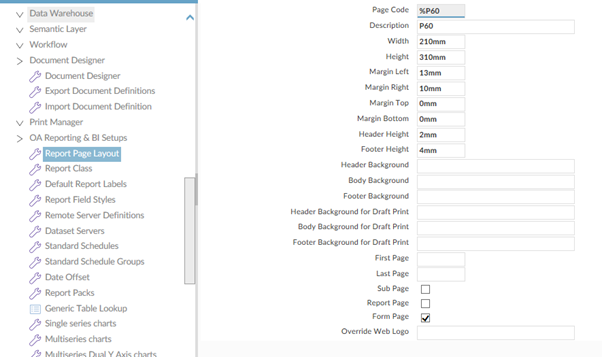 Data Warehouse
Semantic Layer
Workflow
Document Designer
Document Designer
Export Document Definitions
Import Document Definition
Print Manager
OA Reporting & BI Setups
Report Page Layout
Report Class
Default Report Labels
Report Field Styles
Remote Server Definitions
Dataset Servers
Standard Schedules
Standard Schedule Groups
Date Offset
Report Packs
Generic Table Lookup
Single series charts
Multiseries charts
Multiseries Dual Y Axis charts
Page Code %P60
Description P60
Width 210mm
Height 310mm
Margin Left 13mm
Margin Right 10mm
Margin Top 0mm
Margin Bottom 0mm
Header Height 2mm
Footer Height 4mm
Header Background
Body Background
Footer Background
Header Background for Draft Print
Body Background for Draft Print
Footer Background for Draft Print
First Page
Last Page
Sub Page
Report Page
Form Page
Override Web Logo